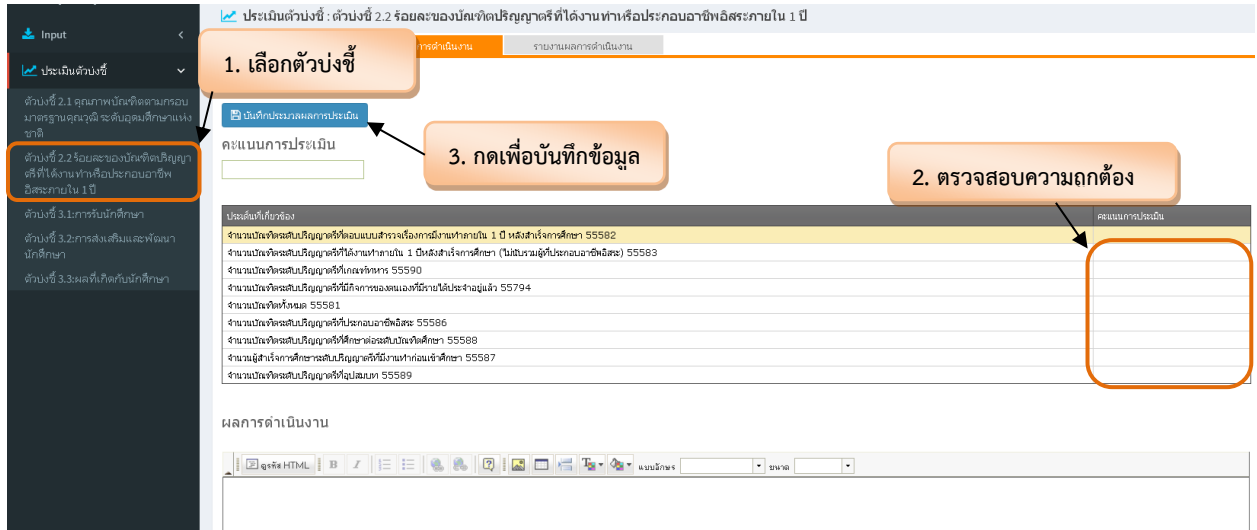 ประเมินตัวบ่งชี้ : ตัวบ่งชี้ 2.2 ร้อยละของบัณฑิตปริญญาตรีที่ได้งานทำหรือประกอบอาชีพอิสระภายใน 1 ปี
Input
ประเมินตัวบ่งชี้
ตัวบ่งชี้ 2.1 คุณภาพบัณฑิตตามกรอบ
มาตรฐานคุณวุฒิ ระดับอุดมศึกษาแห่ง
ชาติ
ตัวบ่งชี้ 2.2 ร้อยละของบัณฑิตปริญญา
ตรีที่ได้งานทำหรือประกอบอาชีพ
อิสระภายใน 1 ปี
ตัวบ่งชี้ 3.1:การรับนักศึกษา
ตัวบ่งชี้ 3.2:การส่งเสริมและพัฒนา
นักศึกษา
ตัวบ่งชี้ 3.3:ผลที่เกิดกับนักศึกษา
การดำเนินงาน
รายงานผลการดำเนินงาน
1. เลือกตัวบ่งชี้
บันทึกประมวลผลการประเมิน
คะแนนการประเมิน
3. กดเพื่อบันทึกข้อมูล
2. ตรวจสอบความถูกต้อง
ประเด็นที่เกี่ยวข้อง
คะแนนการประเมิน
จำนวนบัณฑิตระดับปริญญาตรีที่ตอบแบบสำรวจเรื่องการมีงานทำภายใน 1 ปี หลังสำเร็จการศึกษา 55582
จำนวนบัณฑิตระดับปริญญาตรีที่ได้งานทำภายใน 1 ปีหลังสำเร็จการศึกษา (ไม่นับรวมผู้ที่ประกอบอาชีพอิสระ) 55583
จำนวนบัณฑิตระดับปริญญาตรีที่เกณฑ์ทหาร 55590
จำนวนบัณฑิตระดับปริญญาตรีที่มีกิจการของตนเองที่มีรายได้ประจำอยู่แล้ว 55794
จำนวนบัณฑิตทั้งหมด 55581
จำนวนบัณฑิตระดับปริญญาตรีที่ประกอบอาชีพอิสระ 55586
จำนวนบัณฑิตระดับปริญญาตรีที่ศึกษาต่อระดับบัณฑิตศึกษา 55588
จำนวนผู้สำเร็จการศึกษาระดับปริญญาตรีที่มีงานทำก่อนเข้าศึกษา 55587
จำนวนบัณฑิตระดับปริญญาตรีที่อุปสมบท 55589
ผลการดำเนินงาน
ดูรหัส HTML B I แบบอักษร ขนาด